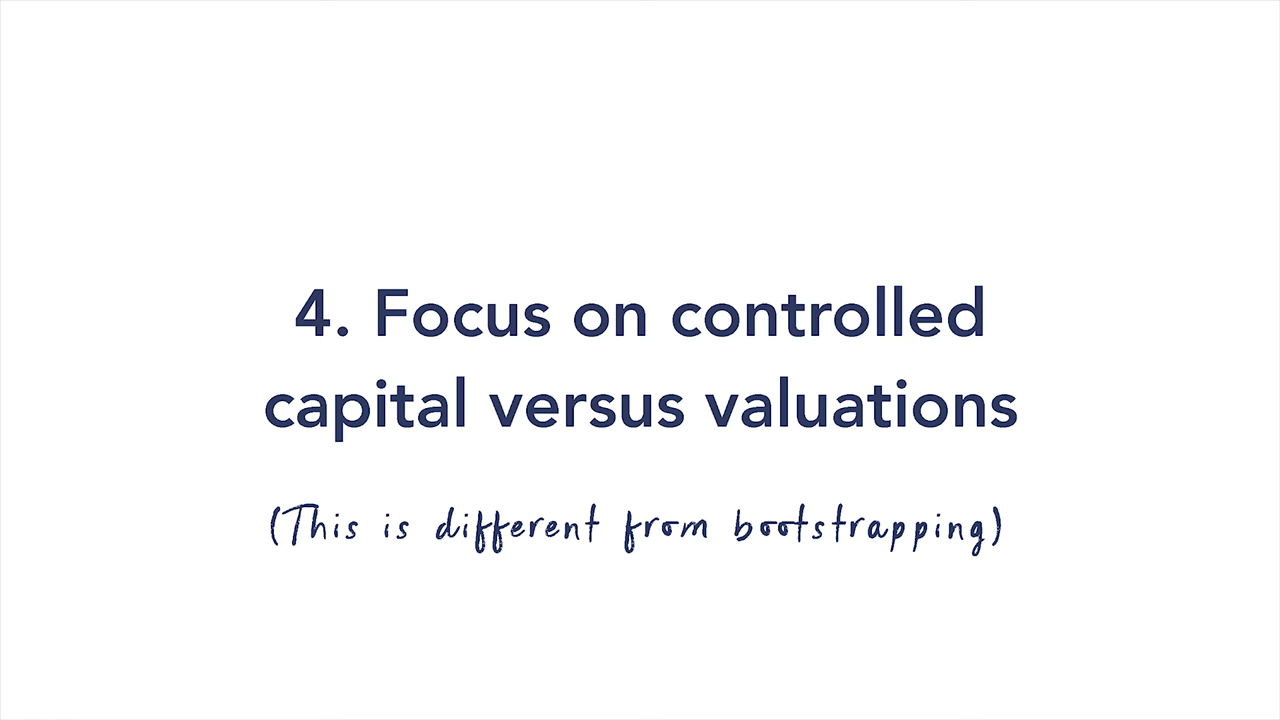 4. Focus on controlled
capital versus valuations
(This is different from bootstrapping)